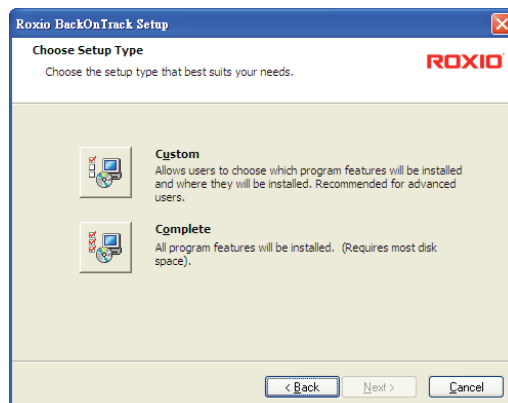 Roxio BackOnTrack Setup
Choose Setup Type
Choose the setup type that best suits your needs.
ROXIO
Custom
Allows users to choose which program features will be installed
and where they will be installed. Recommended for advanced
users.
Complete
All program features will be installed. (Requires most disk
space).
< Back
Next >
Cancel